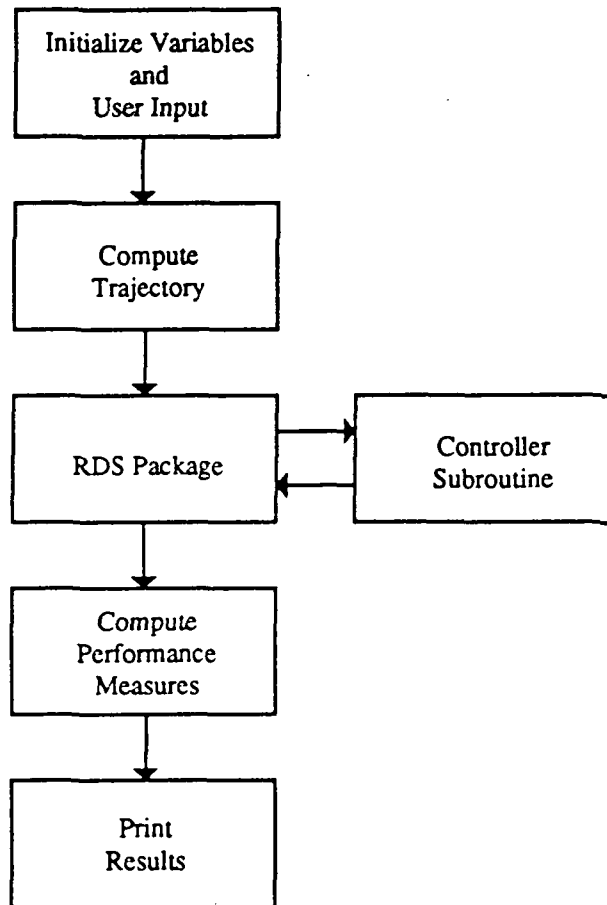 Initialize Variables
and
User Input
Compute
Trajectory
RDS Package
Controller
Subroutine
Compute
Performance
Measures
Print
Results